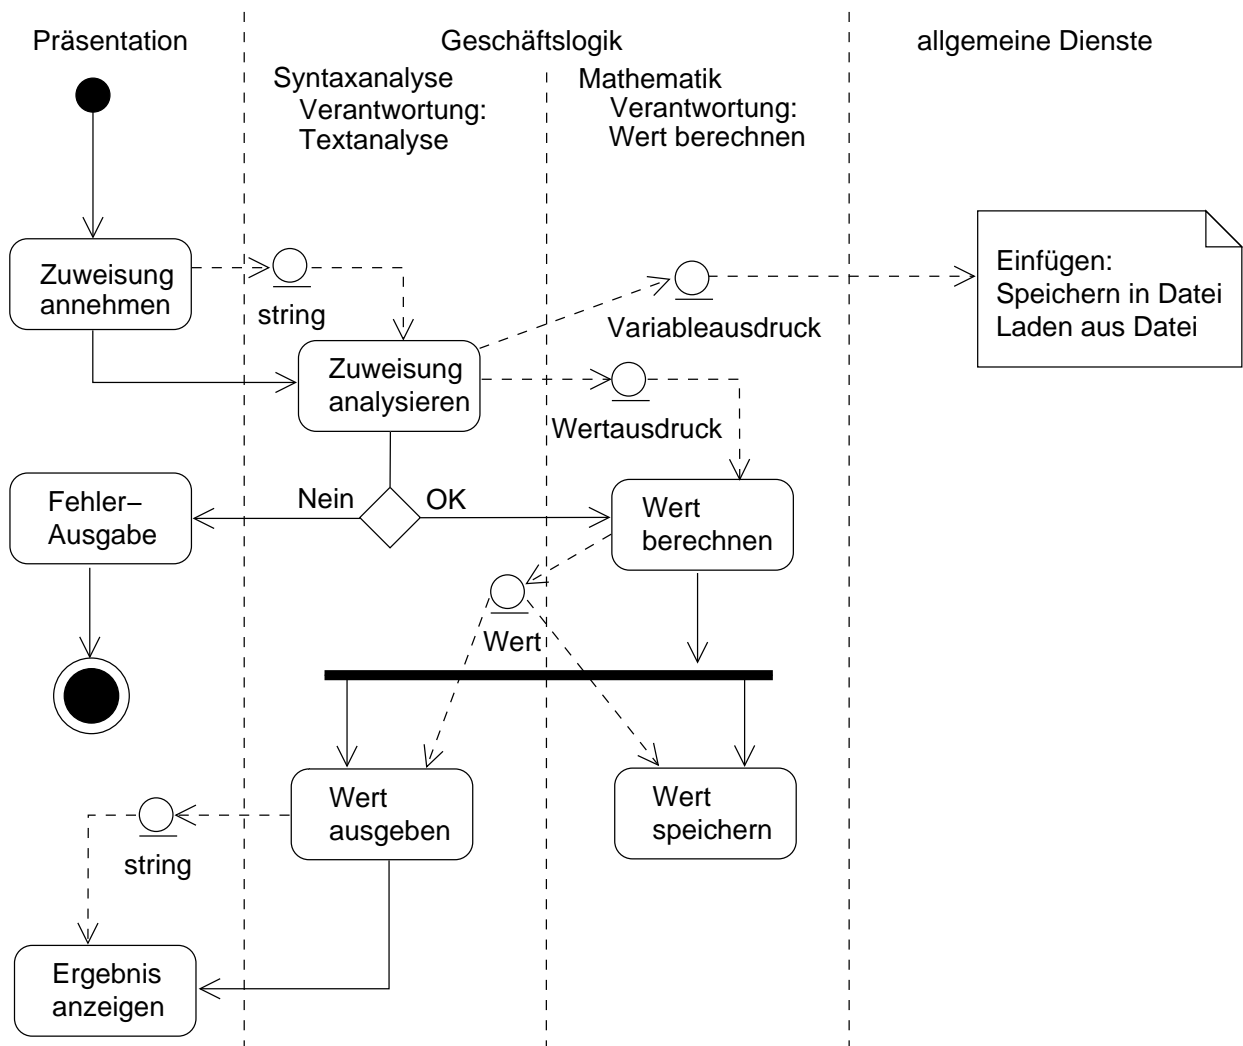 Präsentation
Geschäftslogik
allgemeine Dienste
Syntaxanalyse
Verantwortung:
Textanalyse
Mathematik
Verantwortung:
Wert berechnen
Zuweisung
annehmen
string
Variableausdruck
Einfügen:
Speichern in Datei
Laden aus Datei
Zuweisung
analysieren
Wertausdruck
Fehler−
Ausgabe
Nein
OK
Wert
berechnen
Wert
Wert
ausgeben
Wert
speichern
string
Ergebnis
anzeigen